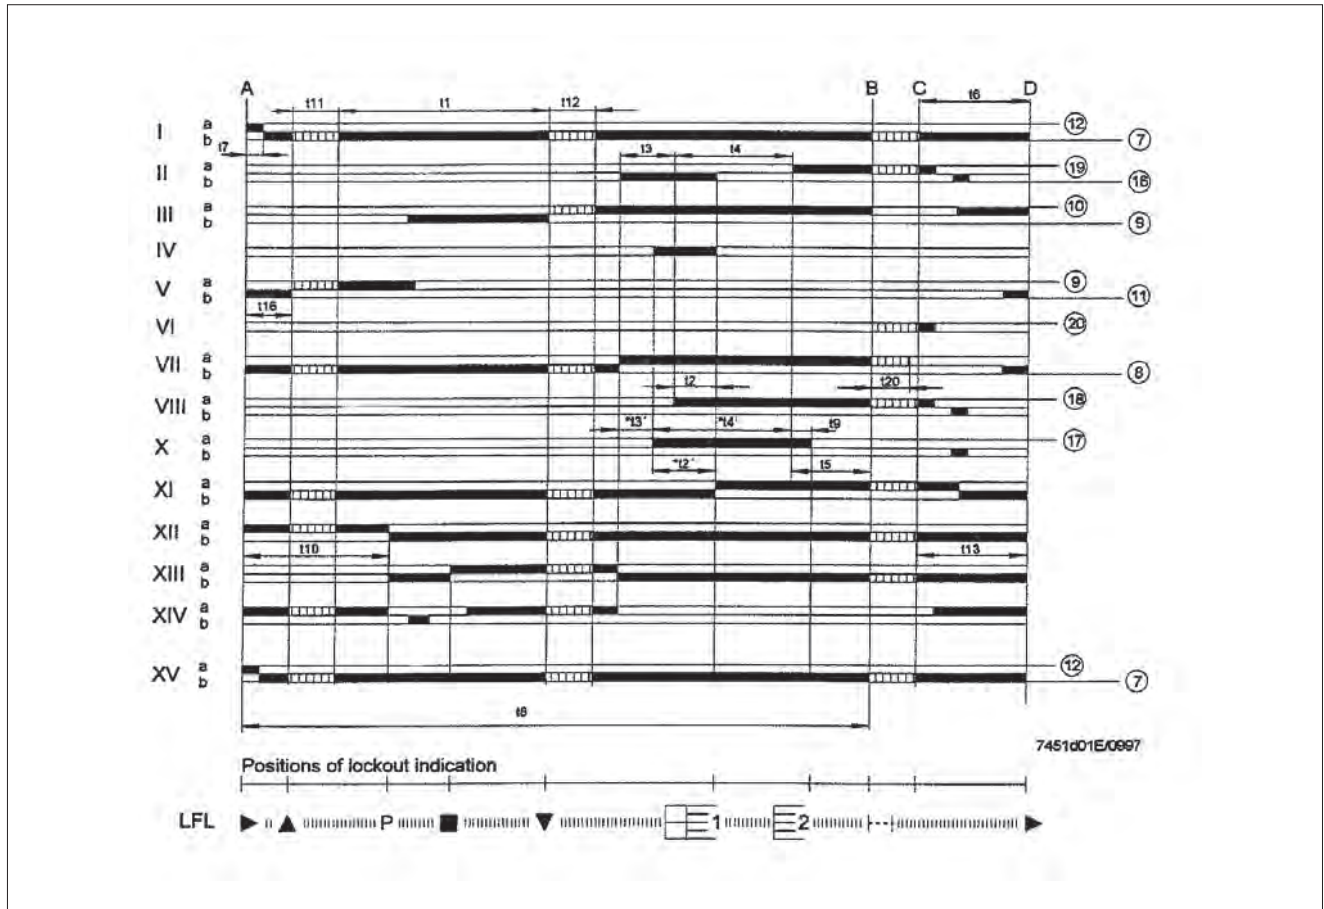 A B C D
t11 t1 t12 t6
I a b 12 7
t7 t3 t4
II a b 19 16
III a b 10 9
IV
V a b 9 11
t16
VI 20
VII a b 8
t2 t20
VIII a b 18
"t3" "t4" t9
X a b 17
"t2" t5
XI a b
XII a b
t10 t13
XIII a b
XIV a b
XV a b 12 7
t8
7451d01E/0997
Positions of lockout indication
LFL P 1 2